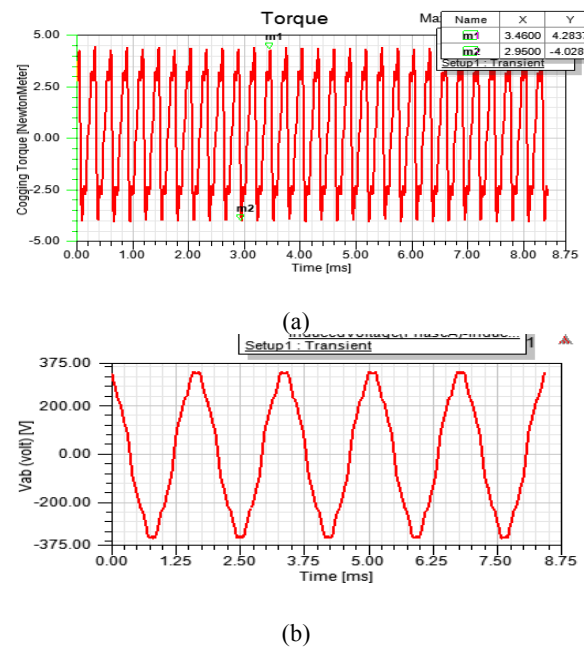 Torque
Name X Y
m1 3.4600 4.2837
m2 2.9500 -4.028
Setup1 : Transient
m1
m2
5.00
2.50
0.00
-2.50
-5.00
Cogging Torque [NewtonMeter]
0.00 1.00 2.00 3.00 4.00 5.00 6.00 7.00 8.00 8.75
Time [ms]
(a)
Setup1 : Transient
1
375.00
200.00
0.00
-200.00
-375.00
Vab (volt) [V]
0.00 1.25 2.50 3.75 5.00 6.25 7.50 8.75
Time [ms]
(b)